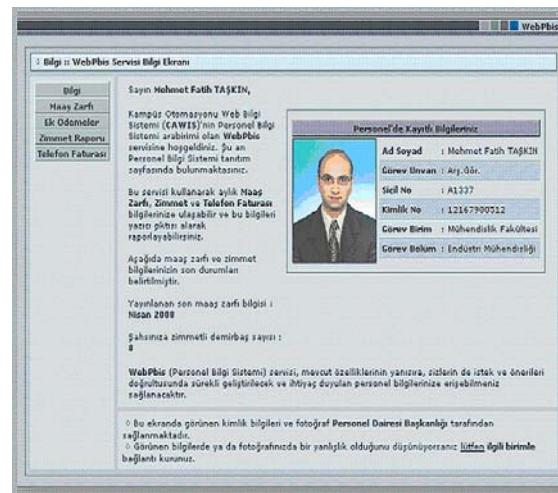 WebPbis
◊ Bilgi :: WebPbis Servisi Bilgi Ekranı
Bilgi
Maaş Zarfı
Ek Ödemeler
Zimmet Raporu
Telefon Faturası
Sayın Mehmet Fatih TAŞKIN,
Kampüs Otomasyonu Web Bilgi
Sistemi (CAWIS)'nin Personel Bilgi
Sistemi arabirimi olan WebPbis
servisine hoşgeldiniz. Şu an
Personel Bilgi Sistemi tanıtım
sayfasında bulunmaktasınız.
Bu servisi kullanarak aylık Maaş
Zarfı, Zimmet ve Telefon Faturası
bilgilerinize ulaşabilir ve bu bilgileri
yazıcı çıktısı alarak
raporlayabilirsiniz.
Aşağıda maaş zarfı ve zimmet
bilgilerinizin son durumları
belirtilmiştir.
Yayınlanan son maaş zarfı bilgisi :
Nisan 2008
Şahsınıza zimmetli demirbaş sayısı :
8
Personel'de Kayıtlı Bilgileriniz
Ad Soyad : Mehmet Fatih TAŞKIN
Görev Unvan : Arş.Gör.
Sicil No : A1337
Kimlik No : 12167900512
Görev Birim : Mühendislik Fakültesi
Görev Bölüm : Endüstri Mühendisliği
WebPbis (Personel Bilgi Sistemi) servisi, mevcut özelliklerinin yanısıra, sizlerin de istek ve önerileri
doğrultusunda sürekli geliştirilecek ve ihtiyaç duyulan personel bilgilerinize erişebilmeniz
sağlanacaktır.
◊ Bu ekranda görünen kimlik bilgileri ve fotoğraf Personel Dairesi Başkanlığı tarafından
sağlanmaktadır.
◊ Görünen bilgilerde ya da fotoğrafınızda bir yanlışlık olduğunu düşünüyorsanız lütfen ilgili birimle
bağlantı kurunuz.